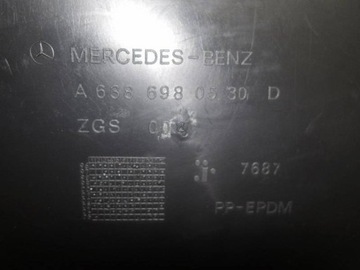 MERCEDES-BENZ
A 638 698 05 30 D
ZGS
7687
PP-EPDM